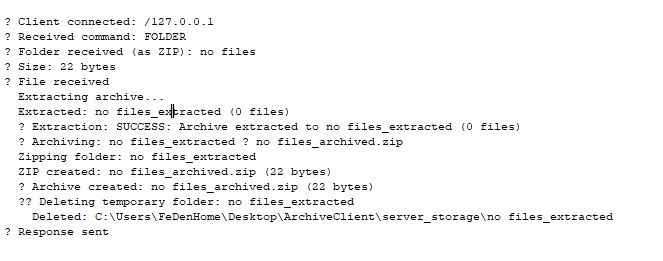 ? Client connected: /127.0.0.1
? Received command: FOLDER
? Folder received (as ZIP): no files
? Size: 22 bytes
? File received
Extracting archive...
Extracted: no files_extracted (0 files)
? Extraction: SUCCESS: Archive extracted to no files_extracted (0 files)
? Archiving: no files_extracted ? no files_archived.zip
Zipping folder: no files_extracted
ZIP created: no files_archived.zip (22 bytes)
? Archive created: no files_archived.zip (22 bytes)
?? Deleting temporary folder: no files_extracted
Deleted: C:\Users\FeDenHome\Desktop\ArchiveClient\server_storage\no files_extracted
? Response sent